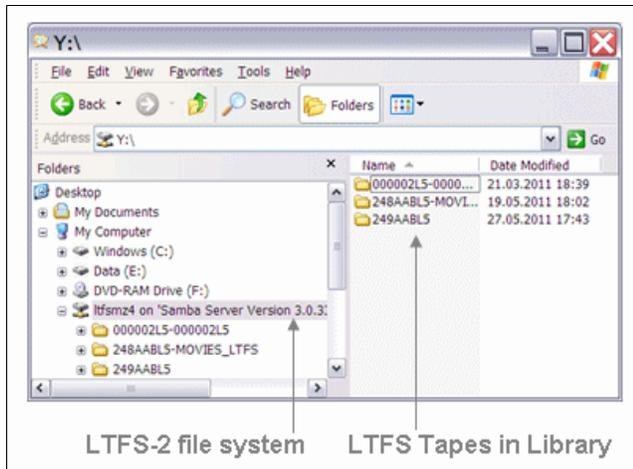 Y:\
File Edit View Favorites Tools Help
Back Search Folders
Address Y:\ Go
Folders x
Name Date Modified
Desktop
My Documents
My Computer
Windows (C:)
Data (E:)
DVD-RAM Drive (F:)
ltfsmz4 on 'Samba Server Version 3.0.3
000002L5-000002L5
248AABL5-MOVIES_LTFS
249AABL5
000002L5-0000... 21.03.2011 18:39
248AABL5-MOVI... 19.05.2011 18:02
249AABL5 27.05.2011 17:43
LTFS-2 file system
LTFS Tapes in Library